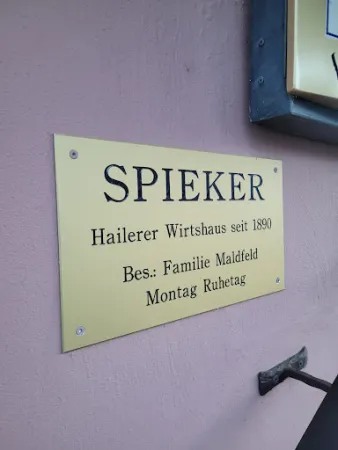 SPIEKER
Hailerer Wirtshaus seit 1890
Bes.: Familie Maldfeld
Montag Ruhetag